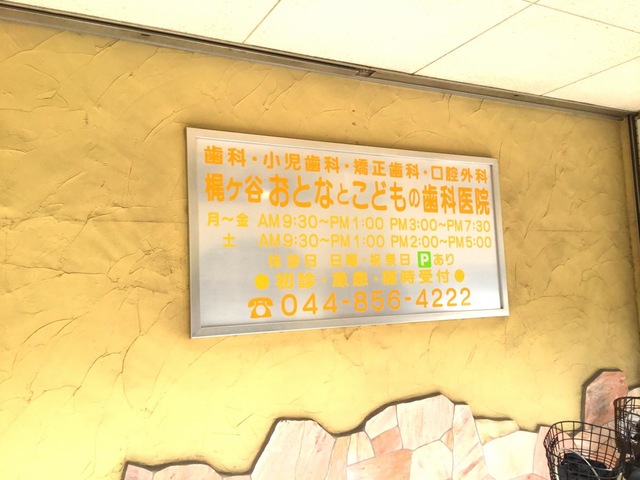 歯科・小児歯科・矯正歯科・口腔外科
梶ヶ谷 おとなとこどもの歯科医院
月～金 AM9:30～PM1:00 PM3:00～PM7:30
土 AM9:30～PM1:00 PM2:00～PM5:00
休診日 日曜・祝祭日 Pあり
●初診・急患・随時受付●
☎044-856-4222